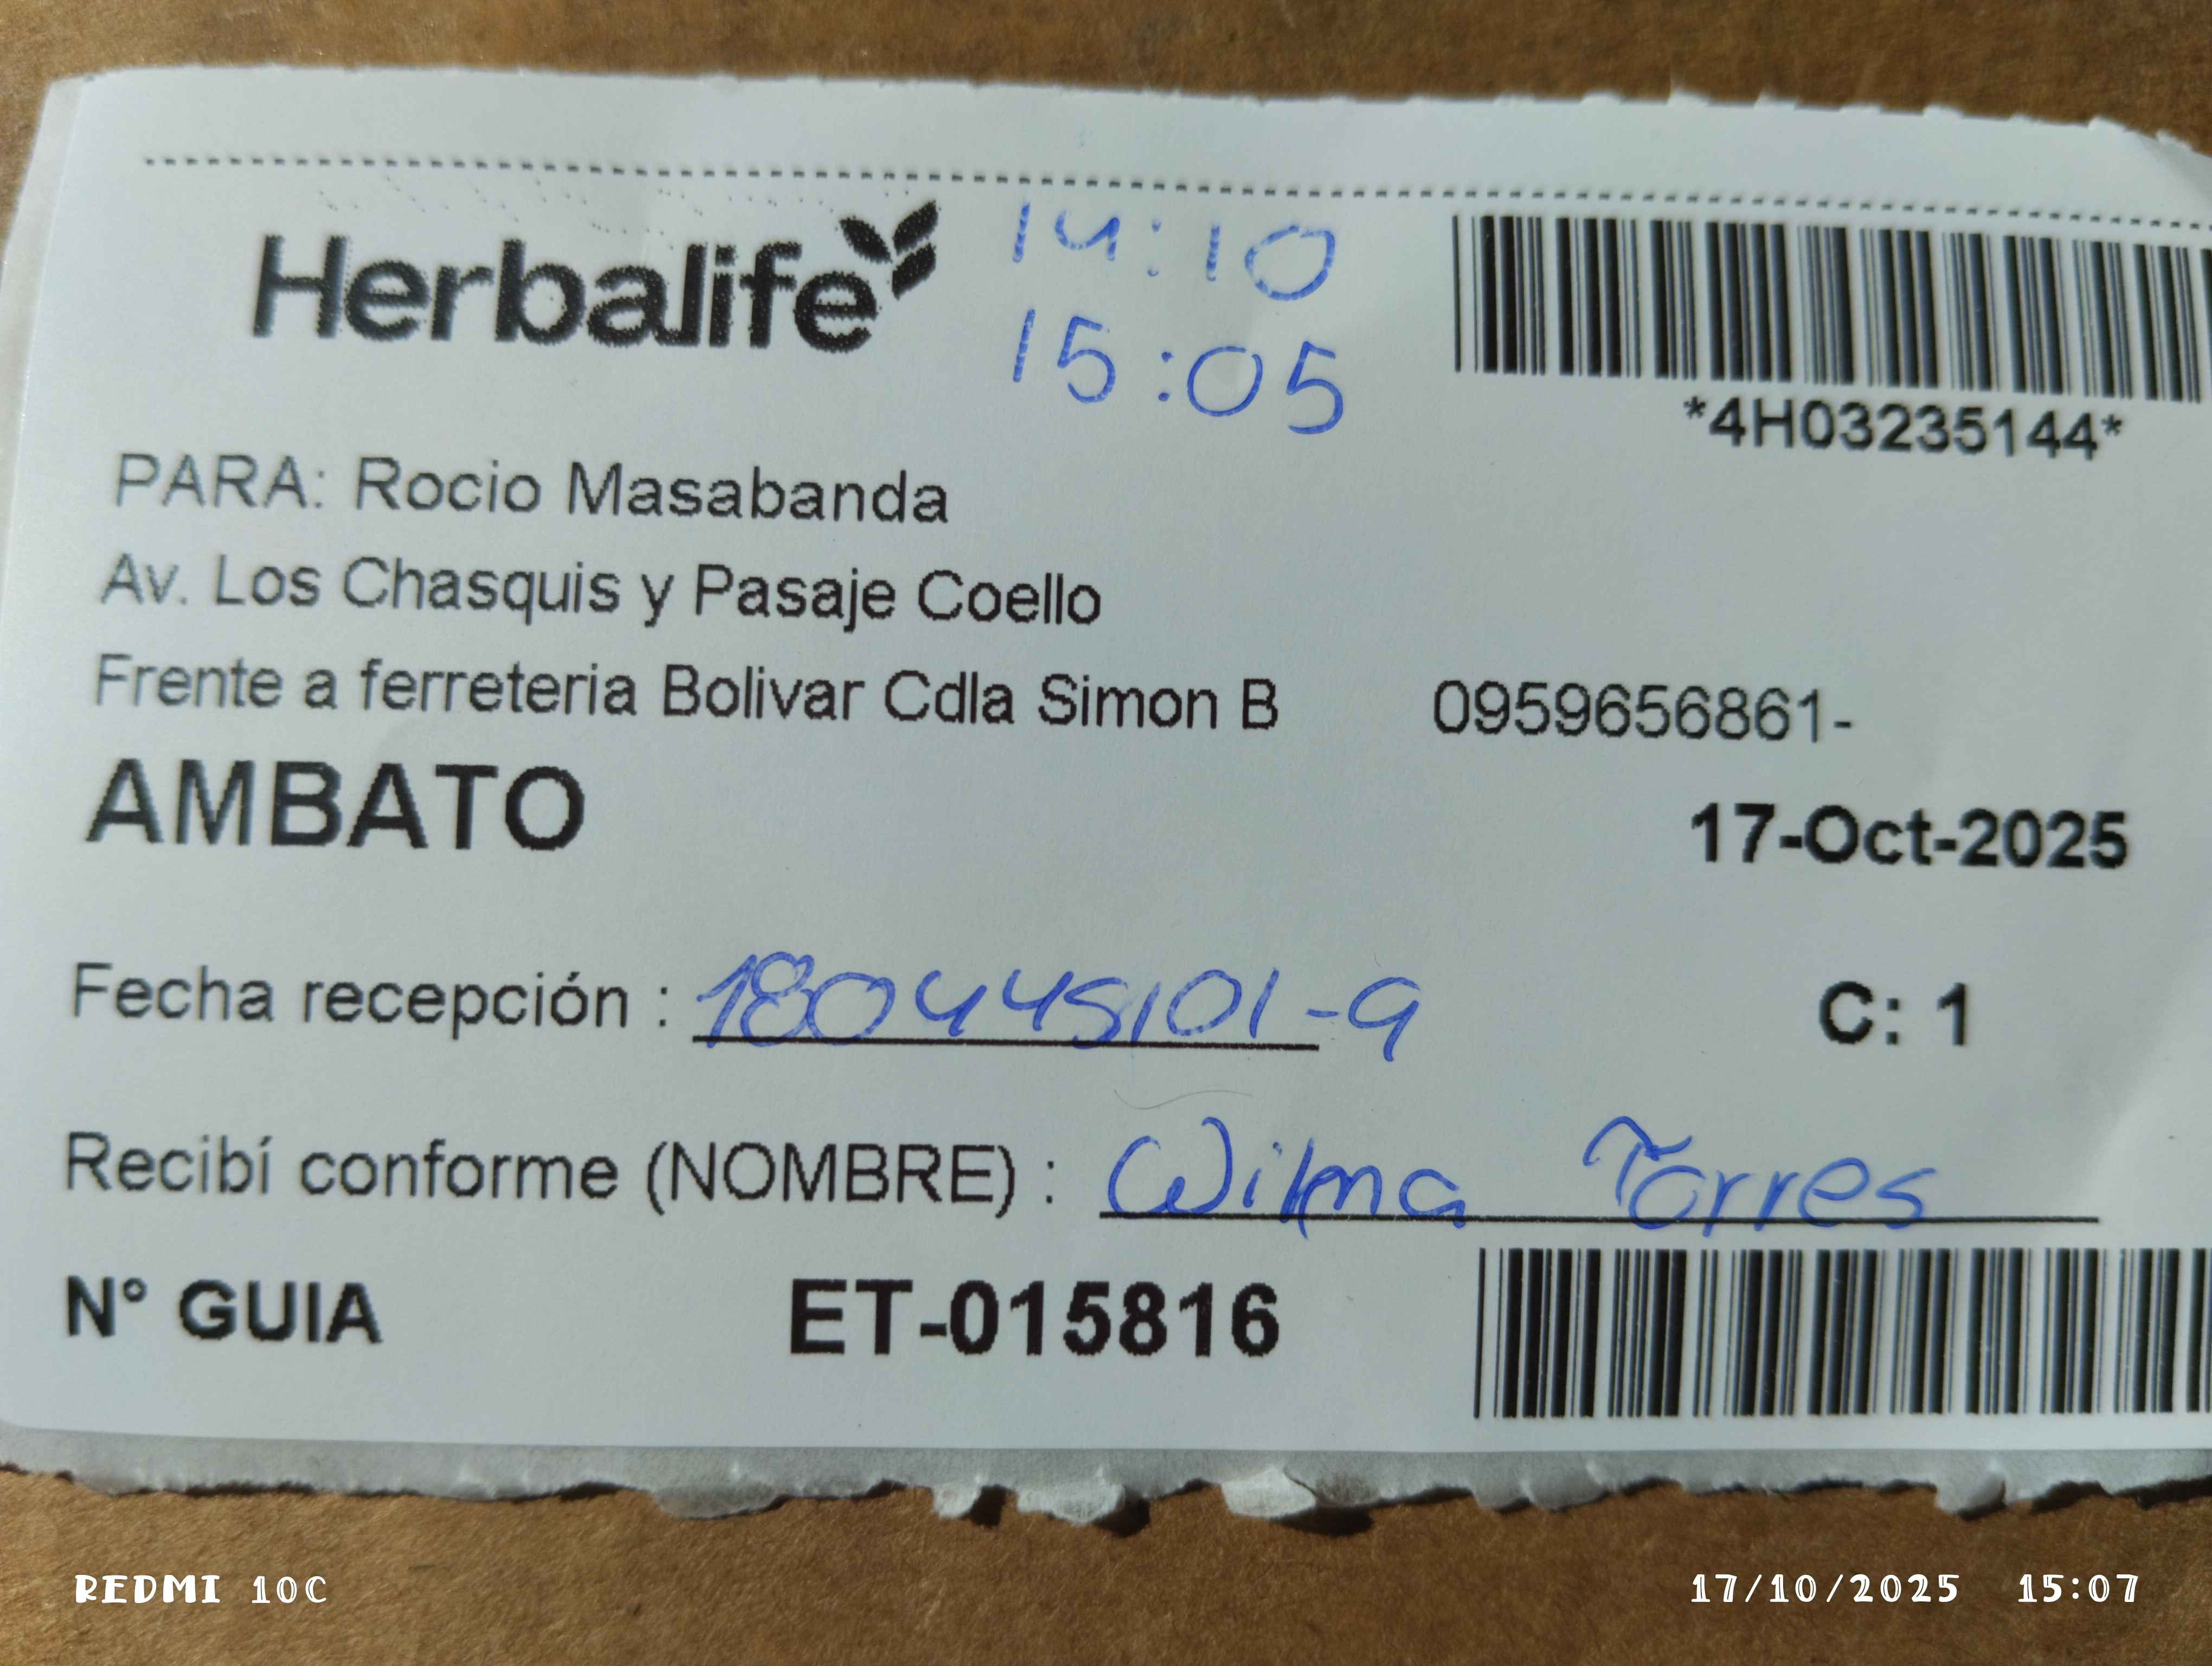 Herbalife
14:10
15:05
*4H03235144*
PARA: Rocio Masabanda
Av. Los Chasquis y Pasaje Coello
Frente a ferreteria Bolivar Cdla Simon B 0959656861-
AMBATO
17-Oct-2025
Fecha recepción : 180445101-9
C: 1
Recibí conforme (NOMBRE) : Wilma Torres
N° GUIA ET-015816
REDMI 10C
17/10/2025 15:07